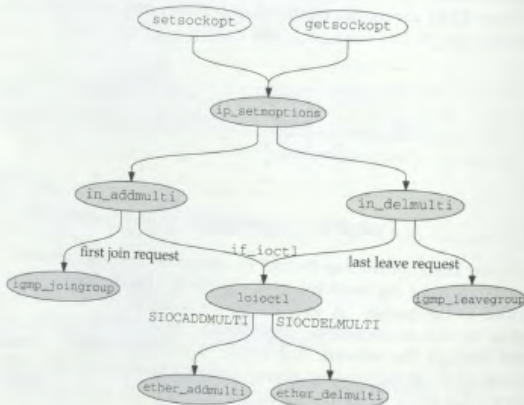 setsockopt
getsockopt
ip_setmoptions
in_addmulti
in_delmulti
first join request
if_ioctl
last leave request
igmp_joingroup
loioctl
igmp_leavegroup
SIOCADDMULTI
SIOCDELMULTI
ether_addmulti
ether_delmulti